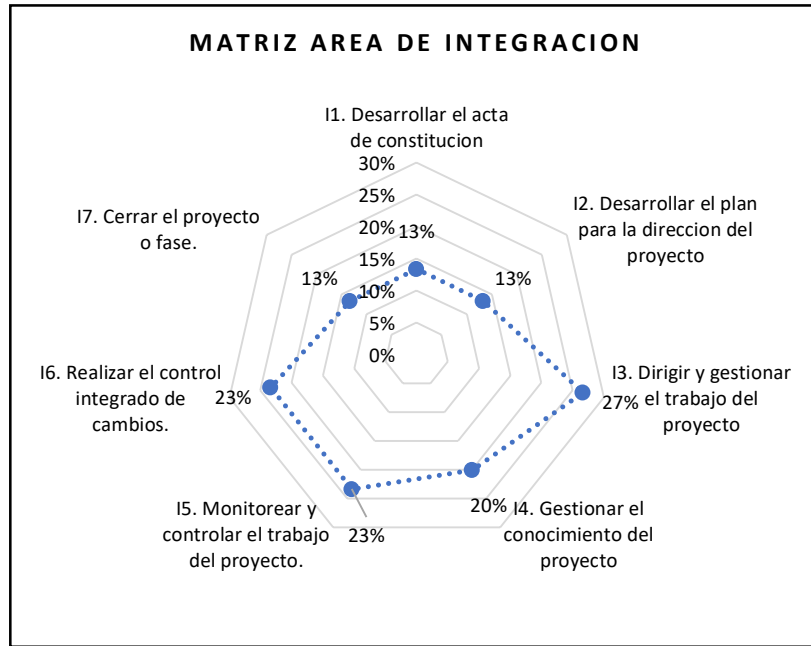 MATRIZ AREA DE INTEGRACION
I1. Desarrollar el acta
de constitucion
30%
25%
20%
15%
10%
5%
0%
13%
I2. Desarrollar el plan
para la direccion del
proyecto
13%
I3. Dirigir y gestionar
el trabajo del
proyecto
27%
I4. Gestionar el
conocimiento del
proyecto
20%
I5. Monitorear y
controlar el trabajo
del proyecto.
23%
I6. Realizar el control
integrado de
cambios.
23%
I7. Cerrar el proyecto
o fase.
13%